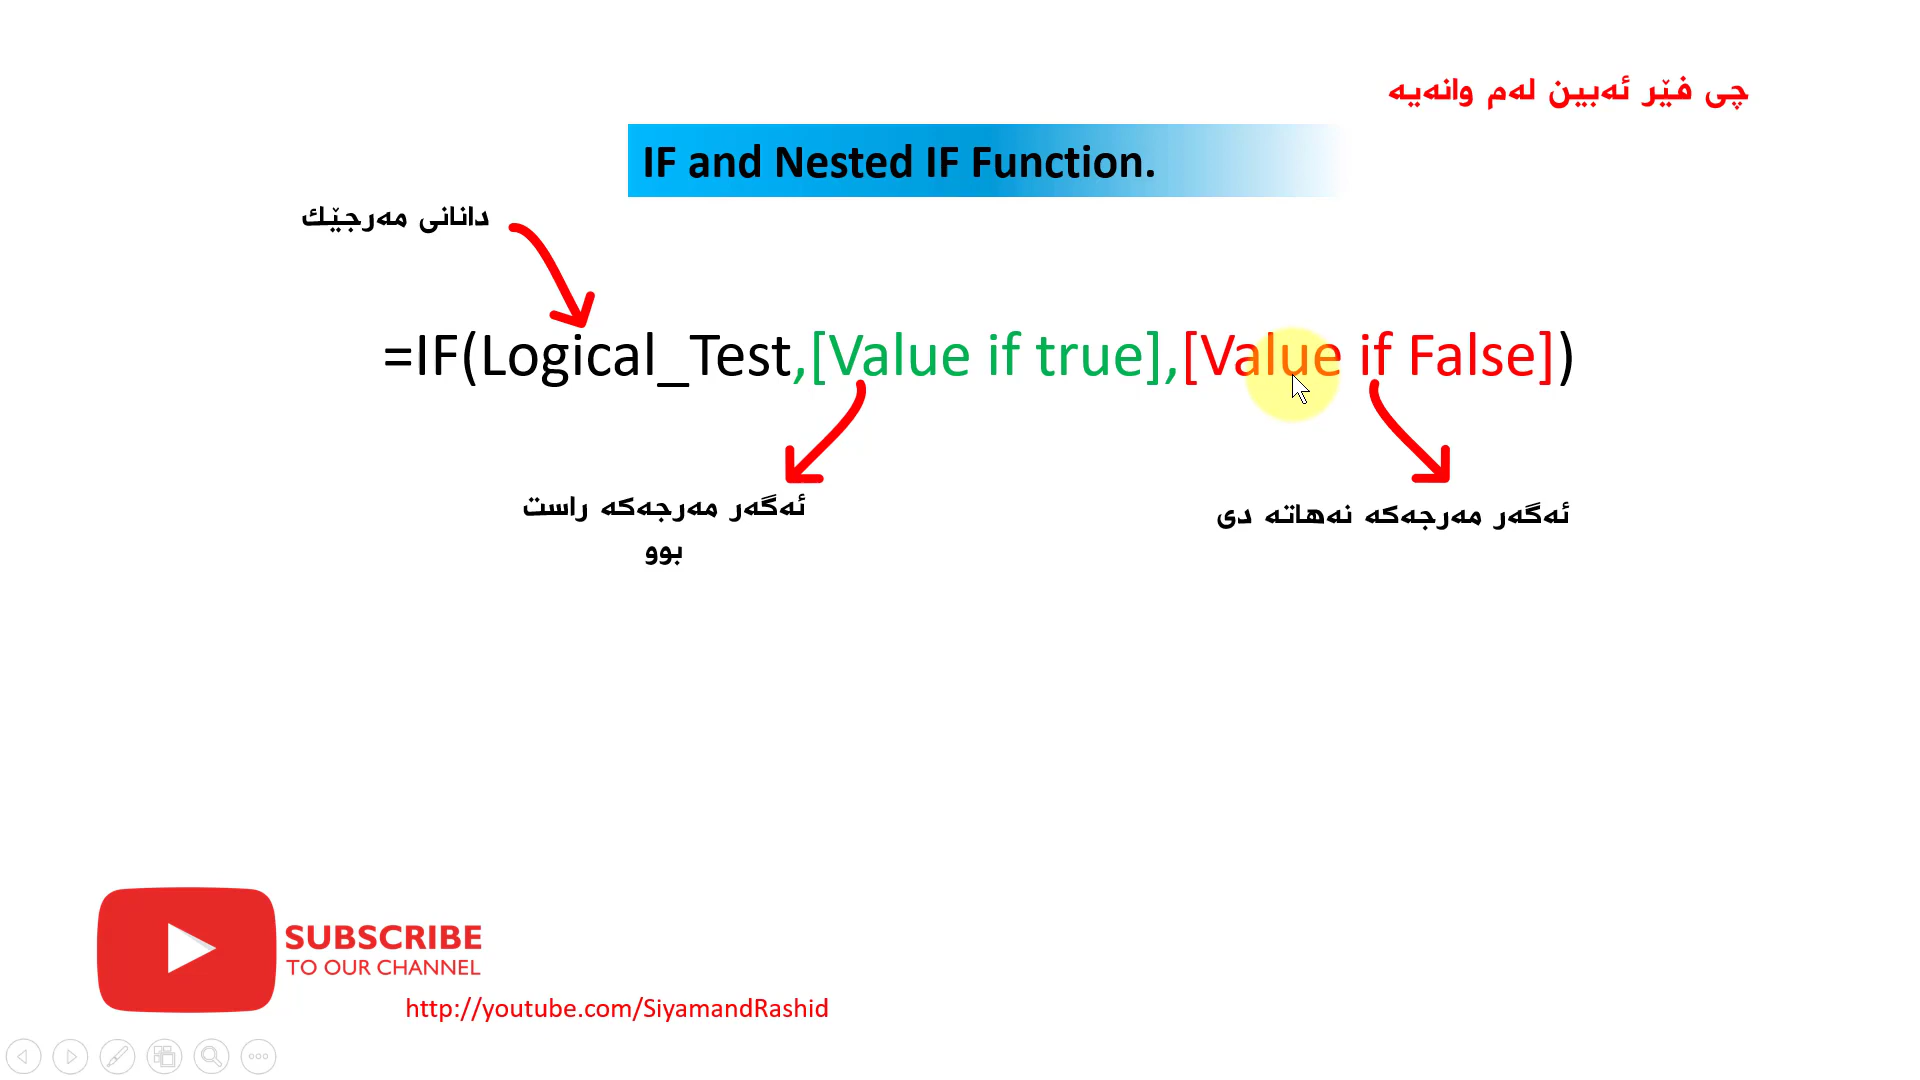 چی فێر ئەبین لەم وانەیە
IF and Nested IF Function.
دانانی مەرجێك
=IF(Logical_Test,[Value if true],[Value if False])
ئەگەر مەرجەکە راست
بوو
ئەگەر مەرجەکە نەهاتە دی
SUBSCRIBE
TO OUR CHANNEL
http://youtube.com/SiyamandRashid